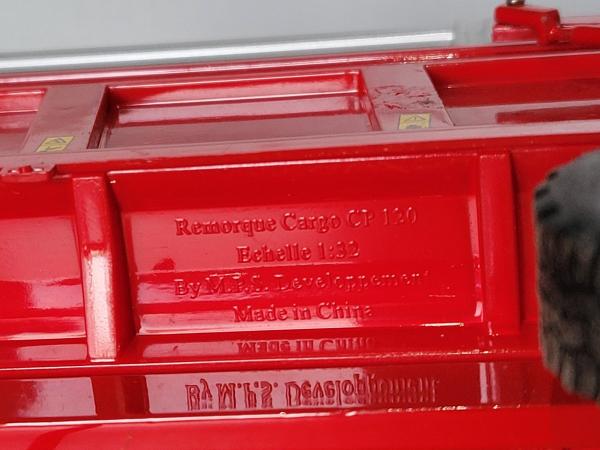 Remorque Cargo CP 120
Echelle 1:32
By M.P.S. Developpement
Made in China